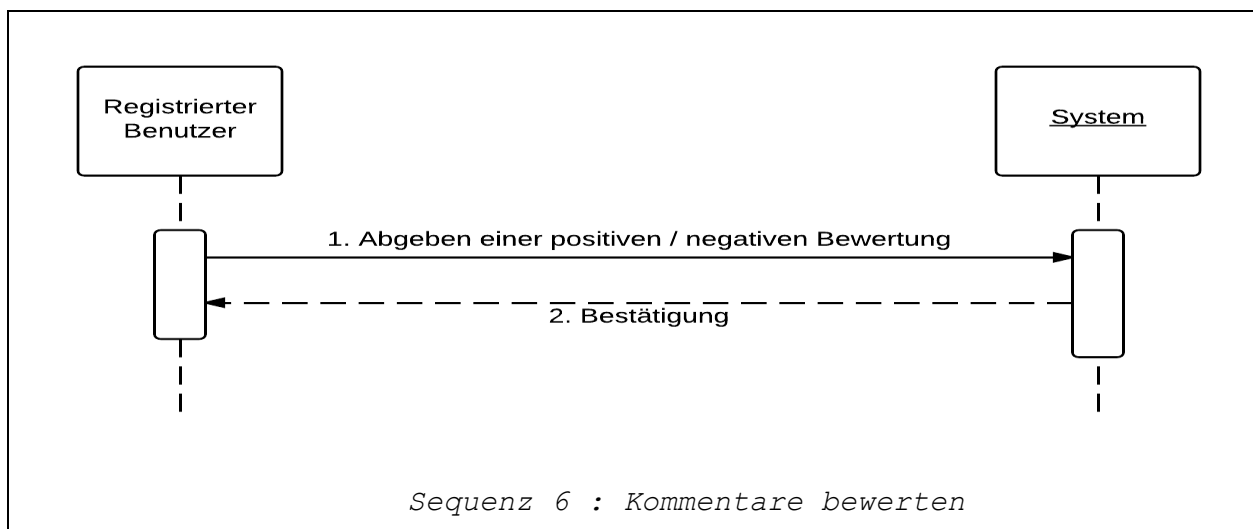 Registrierter
Benutzer
System
1. Abgeben einer positiven / negativen Bewertung
2. Bestätigung
Sequenz 6 : Kommentare bewerten